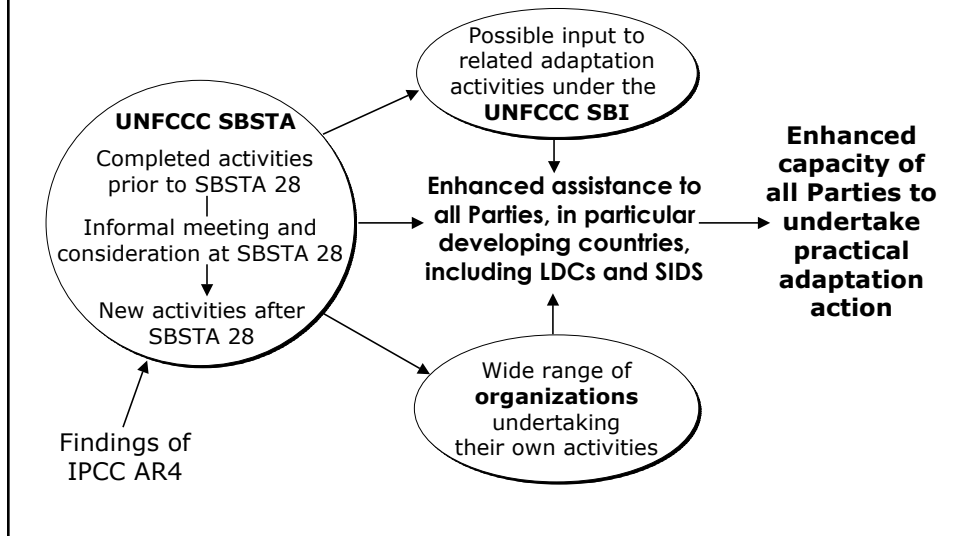 UNFCCC SBSTA
Completed activities
prior to SBSTA 28
Informal meeting and
consideration at SBSTA 28
New activities after
SBSTA 28
Findings of
IPCC AR4
Possible input to
related adaptation
activities under the
UNFCCC SBI
Enhanced assistance to
all Parties, in particular
developing countries,
including LDCs and SIDS
Wide range of
organizations
undertaking
their own activities
Enhanced
capacity of
all Parties to
undertake
practical
adaptation
action